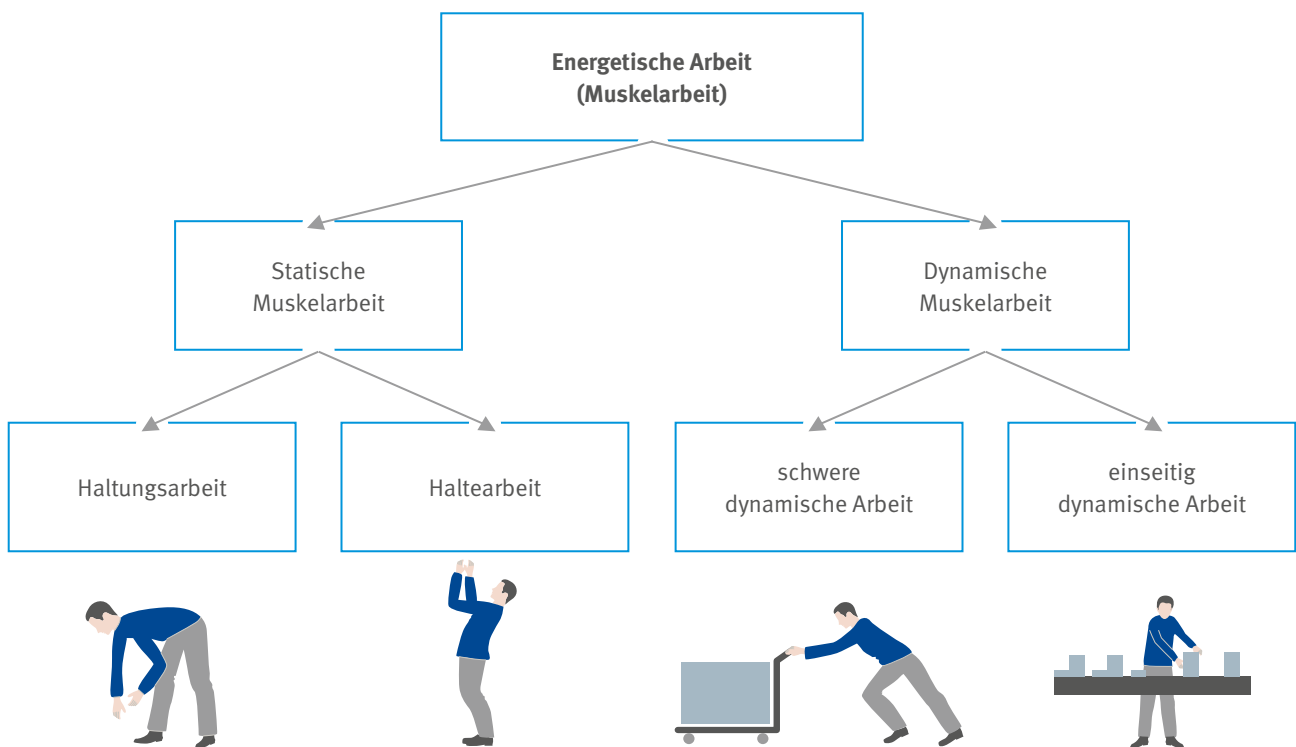 Energetische Arbeit
(Muskelarbeit)
Statische
Muskelarbeit
Dynamische
Muskelarbeit
Haltungsarbeit
Haltearbeit
schwere
dynamische Arbeit
einseitig
dynamische Arbeit